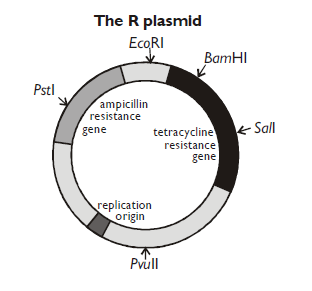 The R plasmid
EcoRI
BamHI
PstI
ampicillin
resistance
gene
SalI
tetracycline
resistance
gene
replication
origin
PvuII